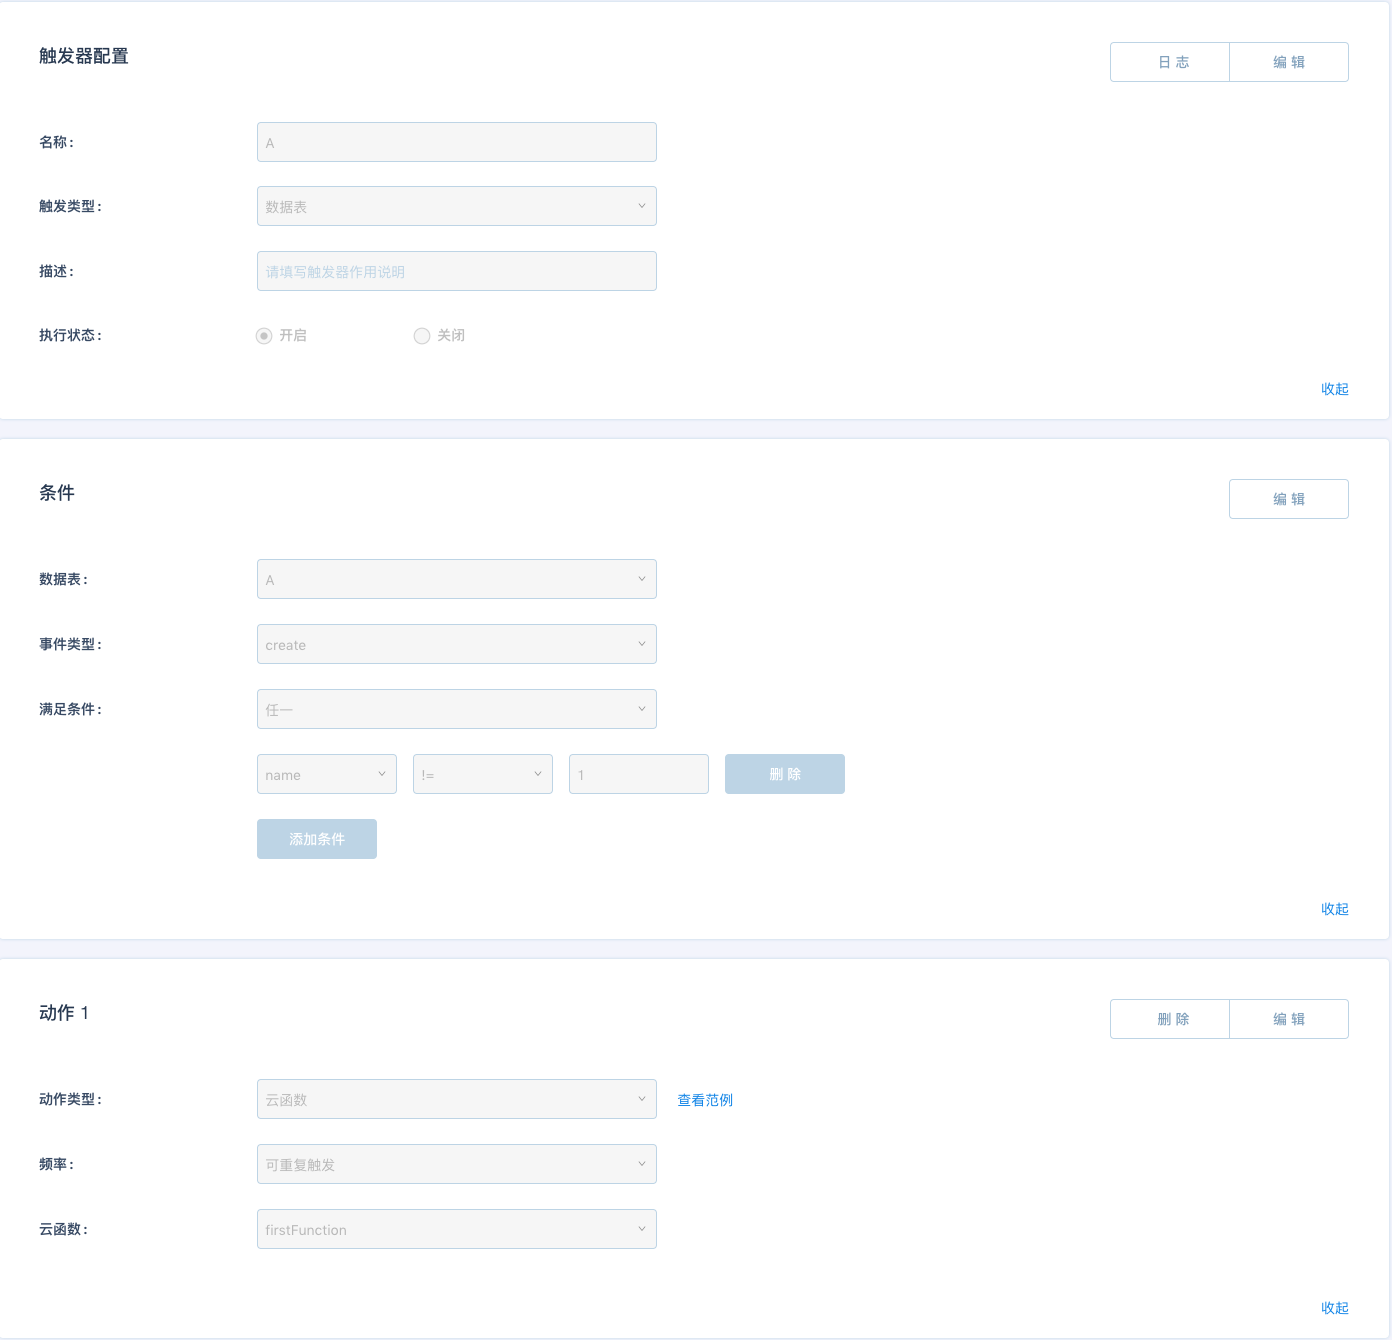 触发器配置
日 志 编 辑
名称： A
触发类型： 数据表
描述： 请填写触发器作用说明
执行状态： 开启 关闭
收起
条件
编 辑
数据表： A
事件类型： create
满足条件： 任一
name != 1 删 除
添加条件
收起
动作 1
删 除 编 辑
动作类型： 云函数 查看范例
频率： 可重复触发
云函数： firstFunction
收起